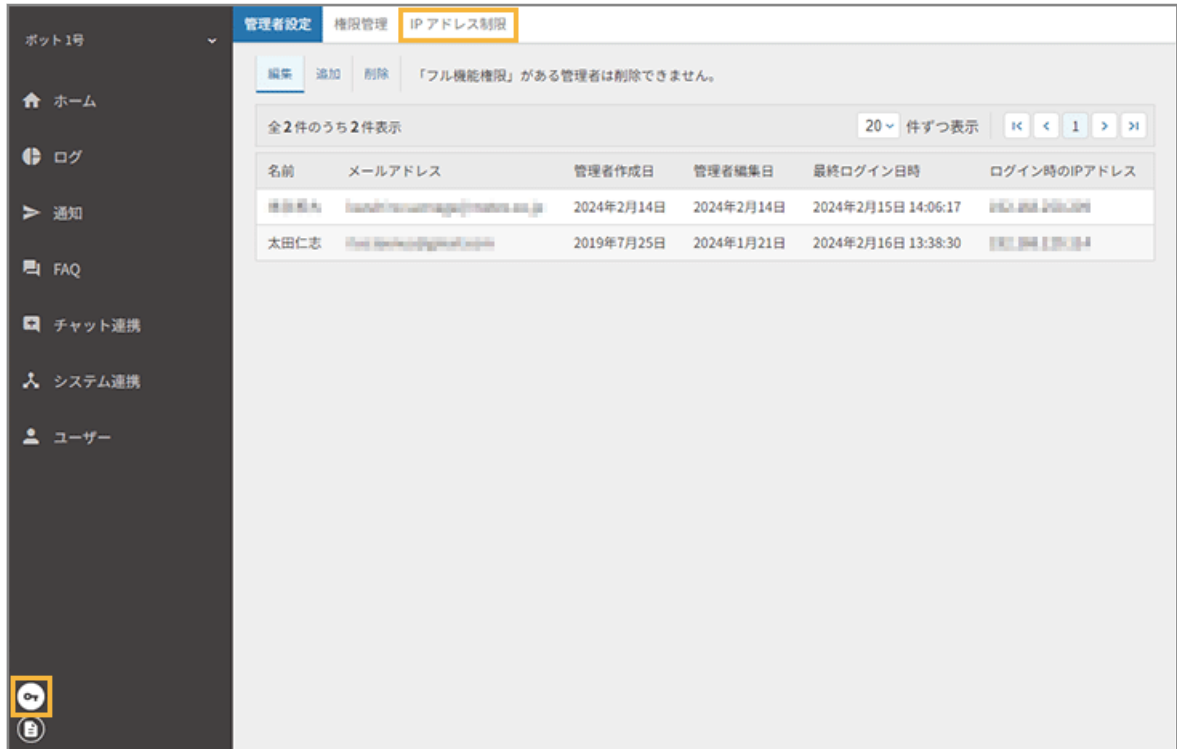 ボット1号
ホーム
ログ
通知
FAQ
チャット連携
システム連携
ユーザー
管理者設定 権限管理 IP アドレス制限
編集 追加 削除 「フル機能権限」がある管理者は削除できません。
全2件のうち2件表示 20 件ずつ表示 1
名前 メールアドレス 管理者作成日 管理者編集日 最終ログイン日時 ログイン時のIPアドレス
2024年2月14日 2024年2月14日 2024年2月15日 14:06:17
太田仁志 2019年7月25日 2024年1月21日 2024年2月16日 13:38:30